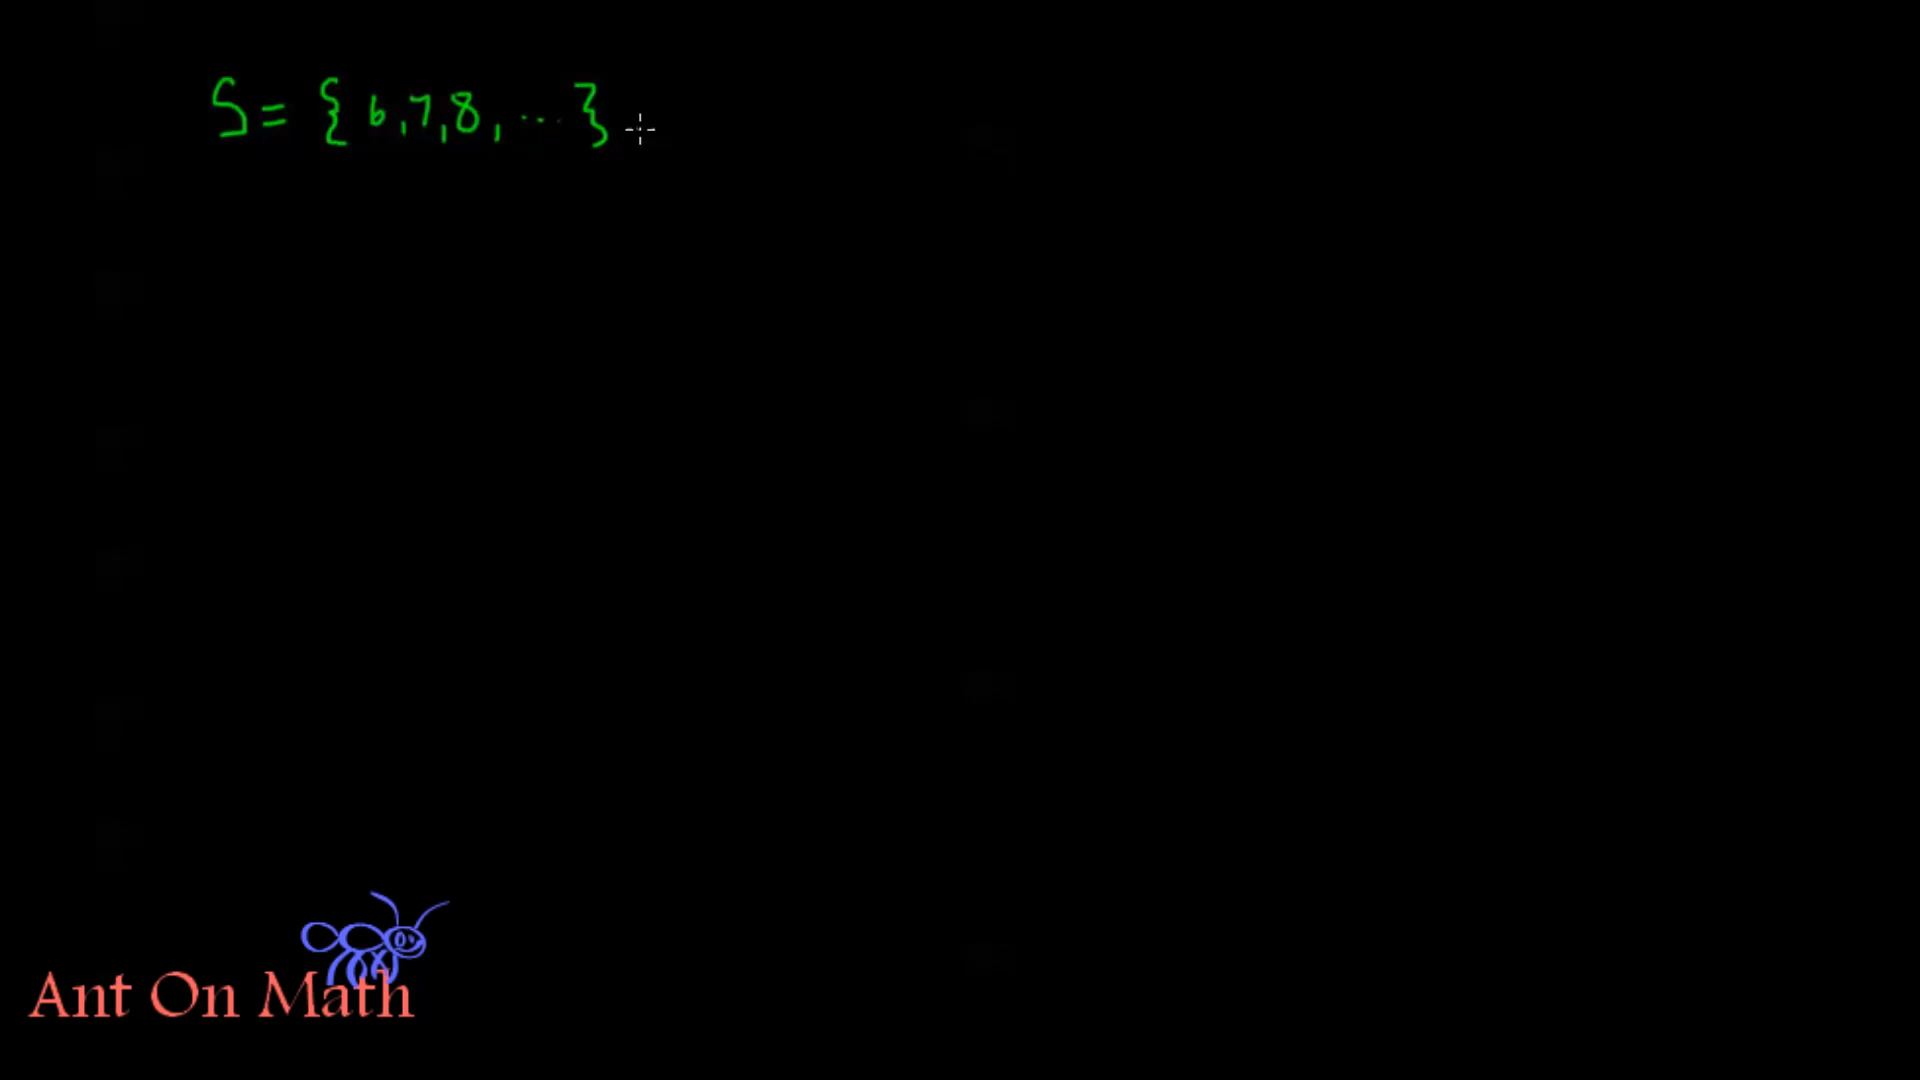 S = { 6, 7, 8, ... }
Ant On Math